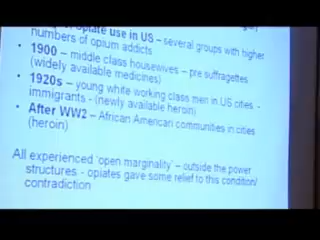 opiate use in US – several groups with higher
numbers of opium addicts
• 1900 – middle class housewives – pre suffragettes
(widely available medicines)
• 1920s – young white working class men in US cities -
immigrants - (newly available heroin)
• After WW2 – African American communities in cities
(heroin)
All experienced 'open marginality' – outside the power
structures - opiates gave some relief to this condition/
contradiction